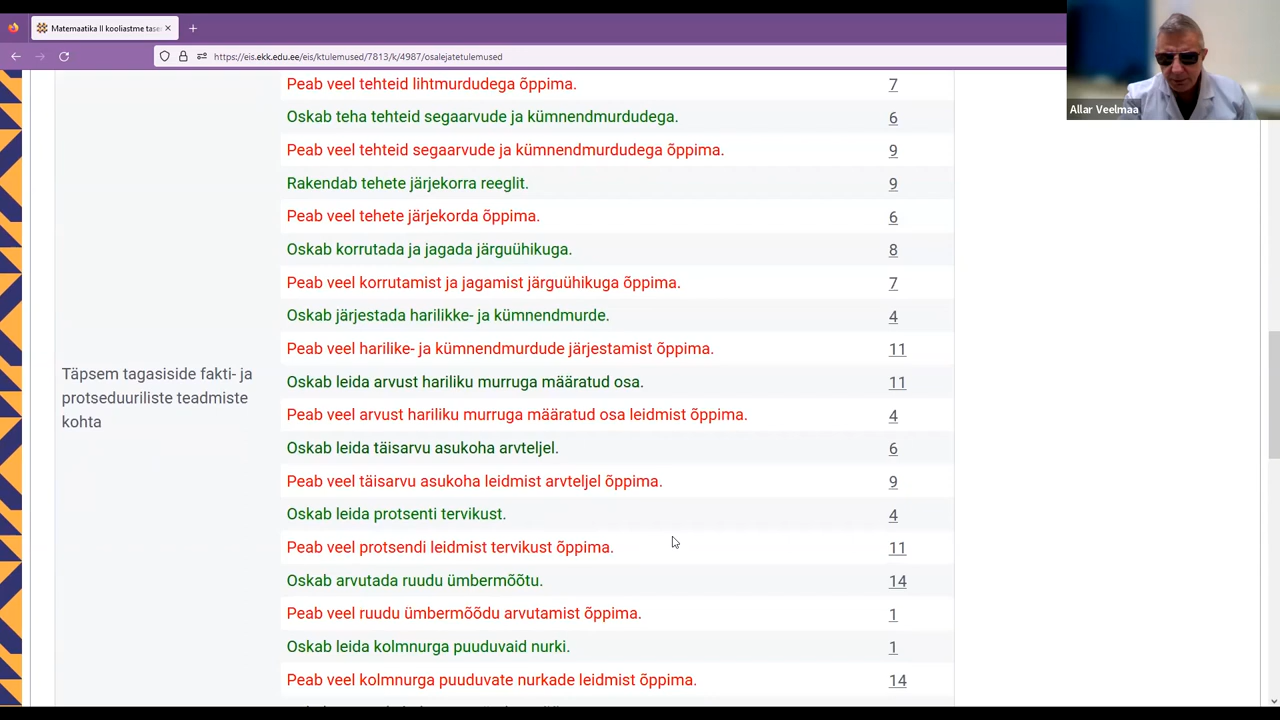 Matemaatika II kooliastme tase
https://eis.ekk.edu.ee/eis/ktulemused/7813/k/4987/osalejatetulemused
Allar Veelmaa
Peab veel tehteid lihtmurdudega õppima. 7
Oskab teha tehteid segaarvude ja kümnendmurdudega. 6
Peab veel tehteid segaarvude ja kümnendmurdudega õppima. 9
Rakendab tehete järjekorra reeglit. 9
Peab veel tehete järjekorda õppima. 6
Oskab korrutada ja jagada järguühikuga. 8
Peab veel korrutamist ja jagamist järguühikuga õppima. 7
Oskab järjestada harilikke- ja kümnendmurde. 4
Peab veel harilike- ja kümnendmurdude järjestamist õppima. 11
Täpsem tagasiside fakti- ja
protseduuriliste teadmiste
kohta
Oskab leida arvust hariliku murruga määratud osa. 11
Peab veel arvust hariliku murruga määratud osa leidmist õppima. 4
Oskab leida täisarvu asukoha arvteljel. 6
Peab veel täisarvu asukoha leidmist arvteljel õppima. 9
Oskab leida protsenti tervikust. 4
Peab veel protsendi leidmist tervikust õppima. 11
Oskab arvutada ruudu ümbermõõtu. 14
Peab veel ruudu ümbermõõdu arvutamist õppima. 1
Oskab leida kolmnurga puuduvaid nurki. 1
Peab veel kolmnurga puuduvate nurkade leidmist õppima. 14